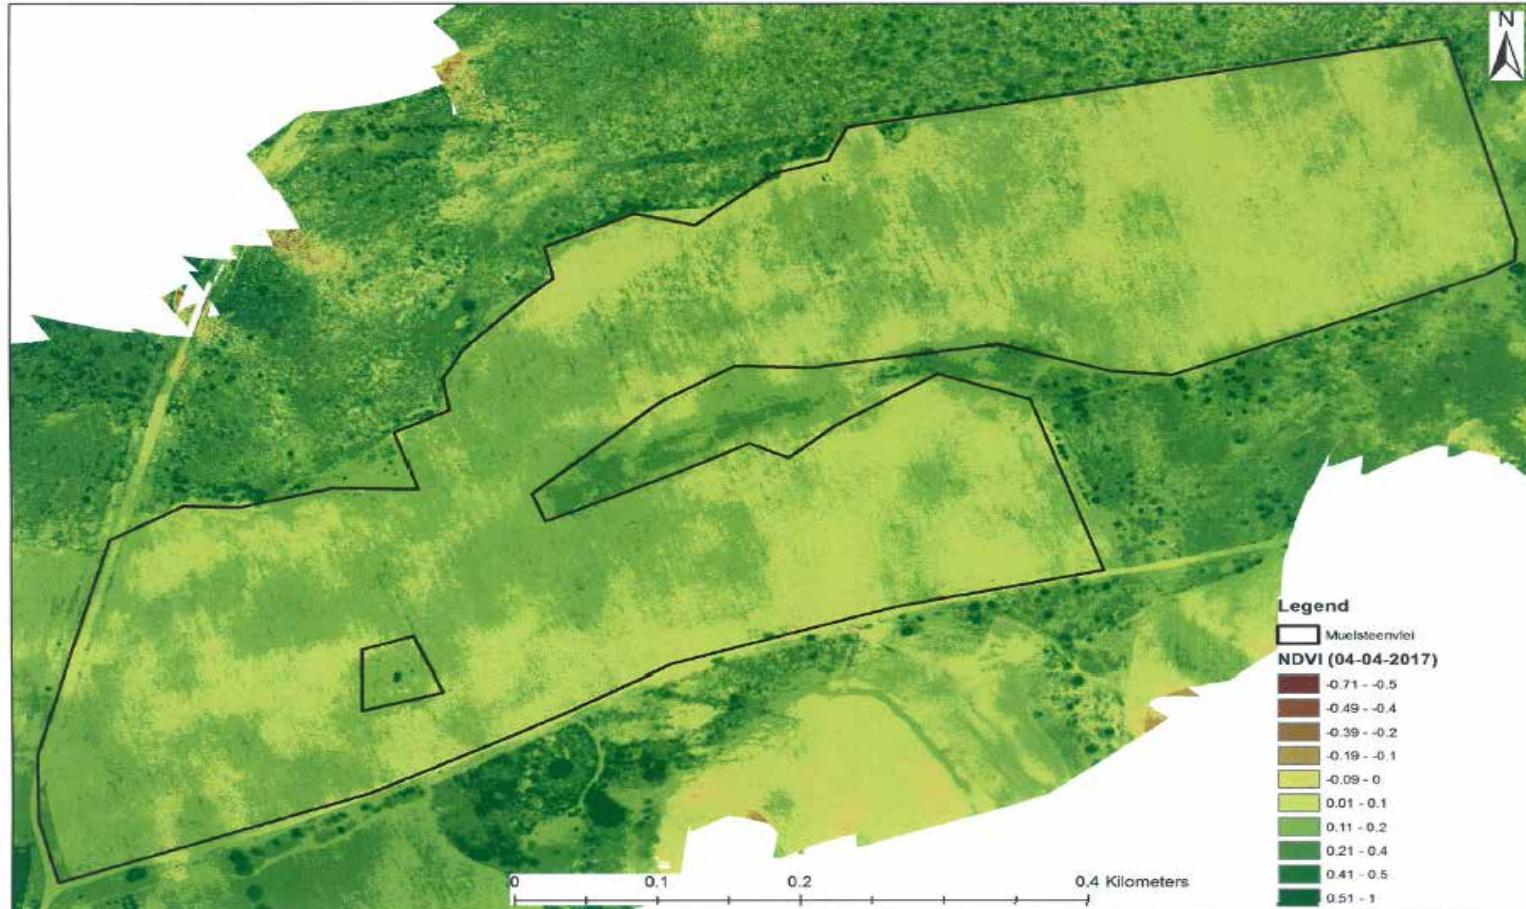 N
Legend
Muelsteenvlei
NDVI (04-04-2017)
-0.71 - -0.5
-0.49 - -0.4
-0.39 - -0.2
-0.19 - -0.1
-0.09 - 0
0.01 - 0.1
0.11 - 0.2
0.21 - 0.4
0.41 - 0.5
0.51 - 1
0 0.1 0.2 0.4 Kilometers